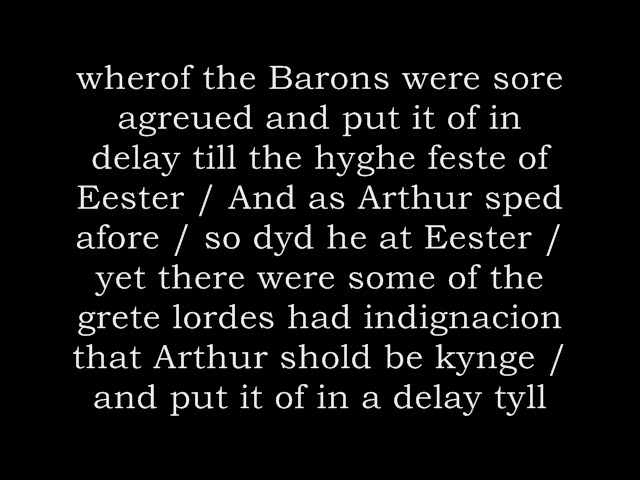 wherof the Barons were sore
agreued and put it of in
delay till the hyghe feste of
Eester / And as Arthur sped
afore / so dyd he at Eester /
yet there were some of the
grete lordes had indignacion
that Arthur shold be kynge /
and put it of in a delay tyll